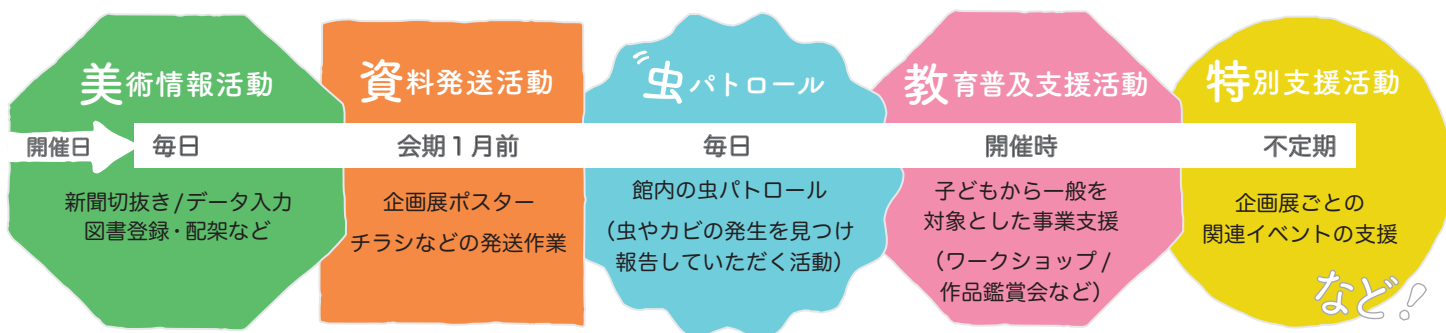 美術情報活動
開催日
毎日
新聞切抜き/データ入力
図書登録・配架など
資料発送活動
会期1月前
企画展ポスター
チラシなどの発送作業
虫パトロール
毎日
館内の虫パトロール
（虫やカビの発生を見つけ
報告していただく活動）
教育普及支援活動
開催時
子どもから一般を
対象とした事業支援
（ワークショップ/
作品鑑賞会など）
特別支援活動
不定期
企画展ごとの
関連イベントの支援
など!